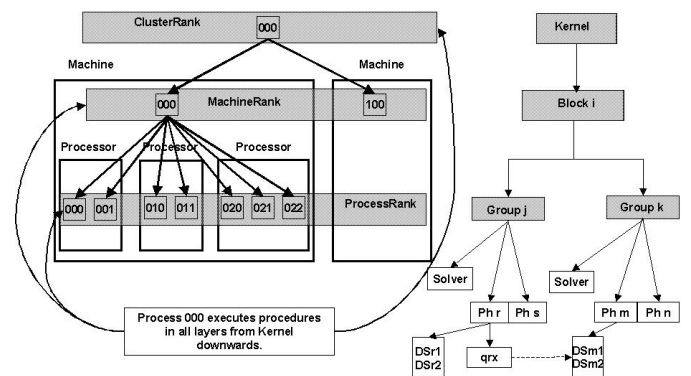 ClusterRank
000
Kernel
Machine
Machine
000
MachineRank
100
Block i
Processor
Processor
Processor
000
001
010
011
020
021
022
ProcessRank
Group j
Group k
Solver
Solver
Process 000 executes procedures
in all layers from Kernel
downwards.
Ph r
Ph s
Ph m
Ph n
DSr1
DSr2
qrx
DSm1
DSm2